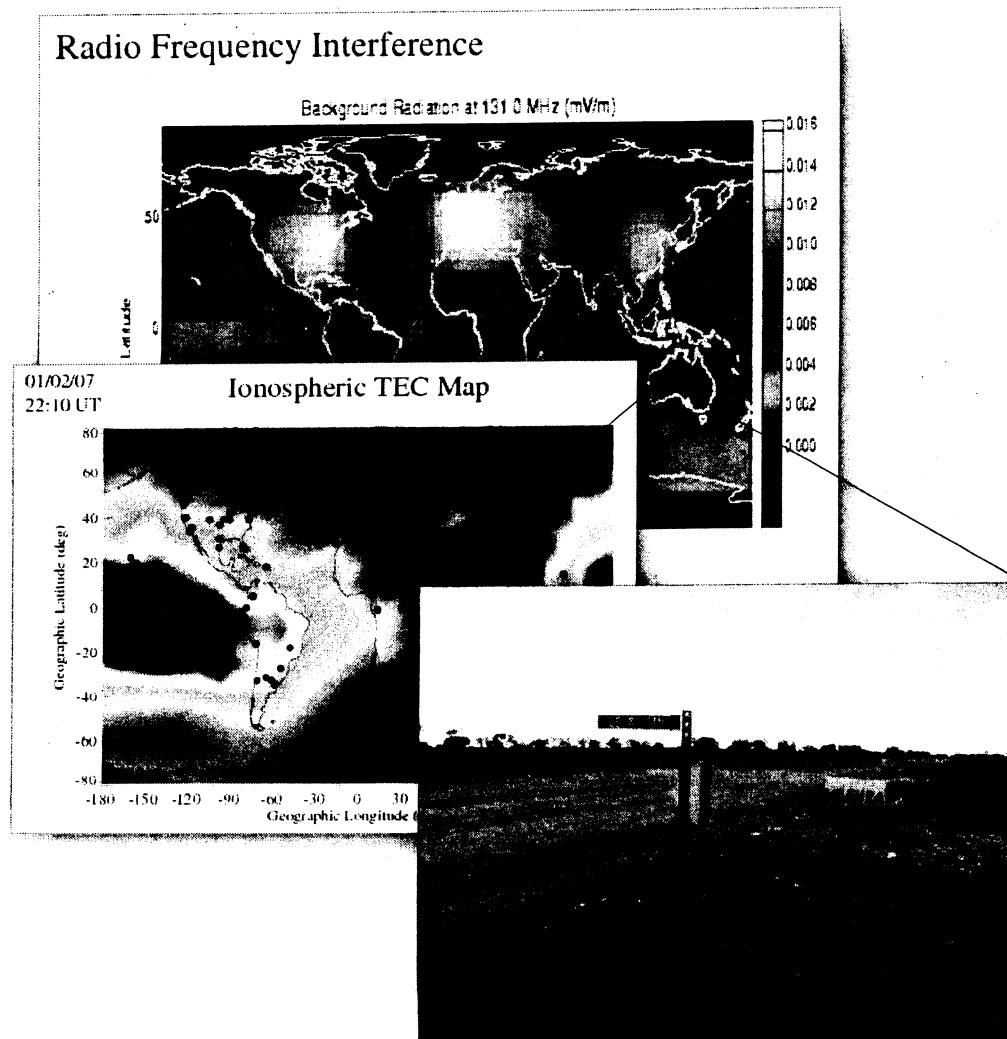 Radio Frequency Interference
Background Radiation at 131.0 MHz (mV/m)
0.016
0.014
0.012
0.010
0.008
0.006
0.004
0.002
0.000
50
0
Latitude
01/02/07
22:10 UT
Ionospheric TEC Map
80
60
40
20
0
-20
-40
-60
-80
Geographic Latitude (deg)
-180 -150 -120 -90 -60 -30 0 30
Geographic Longitude (